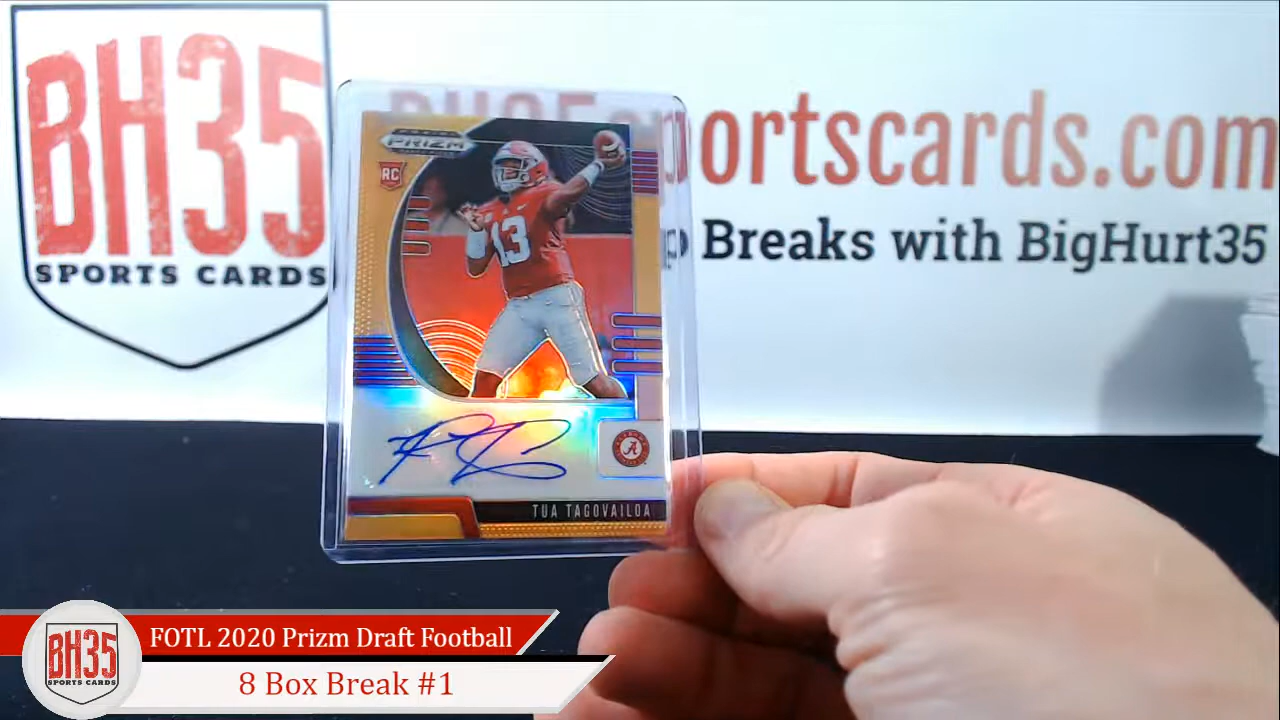 BH35
SPORTS CARDS
ortscards.com
Breaks with BigHurt35
PRIZM
RC
13
A
TUA TAGOVAILOA
BH35
SPORTS CARDS
FOTL 2020 Prizm Draft Football
8 Box Break #1